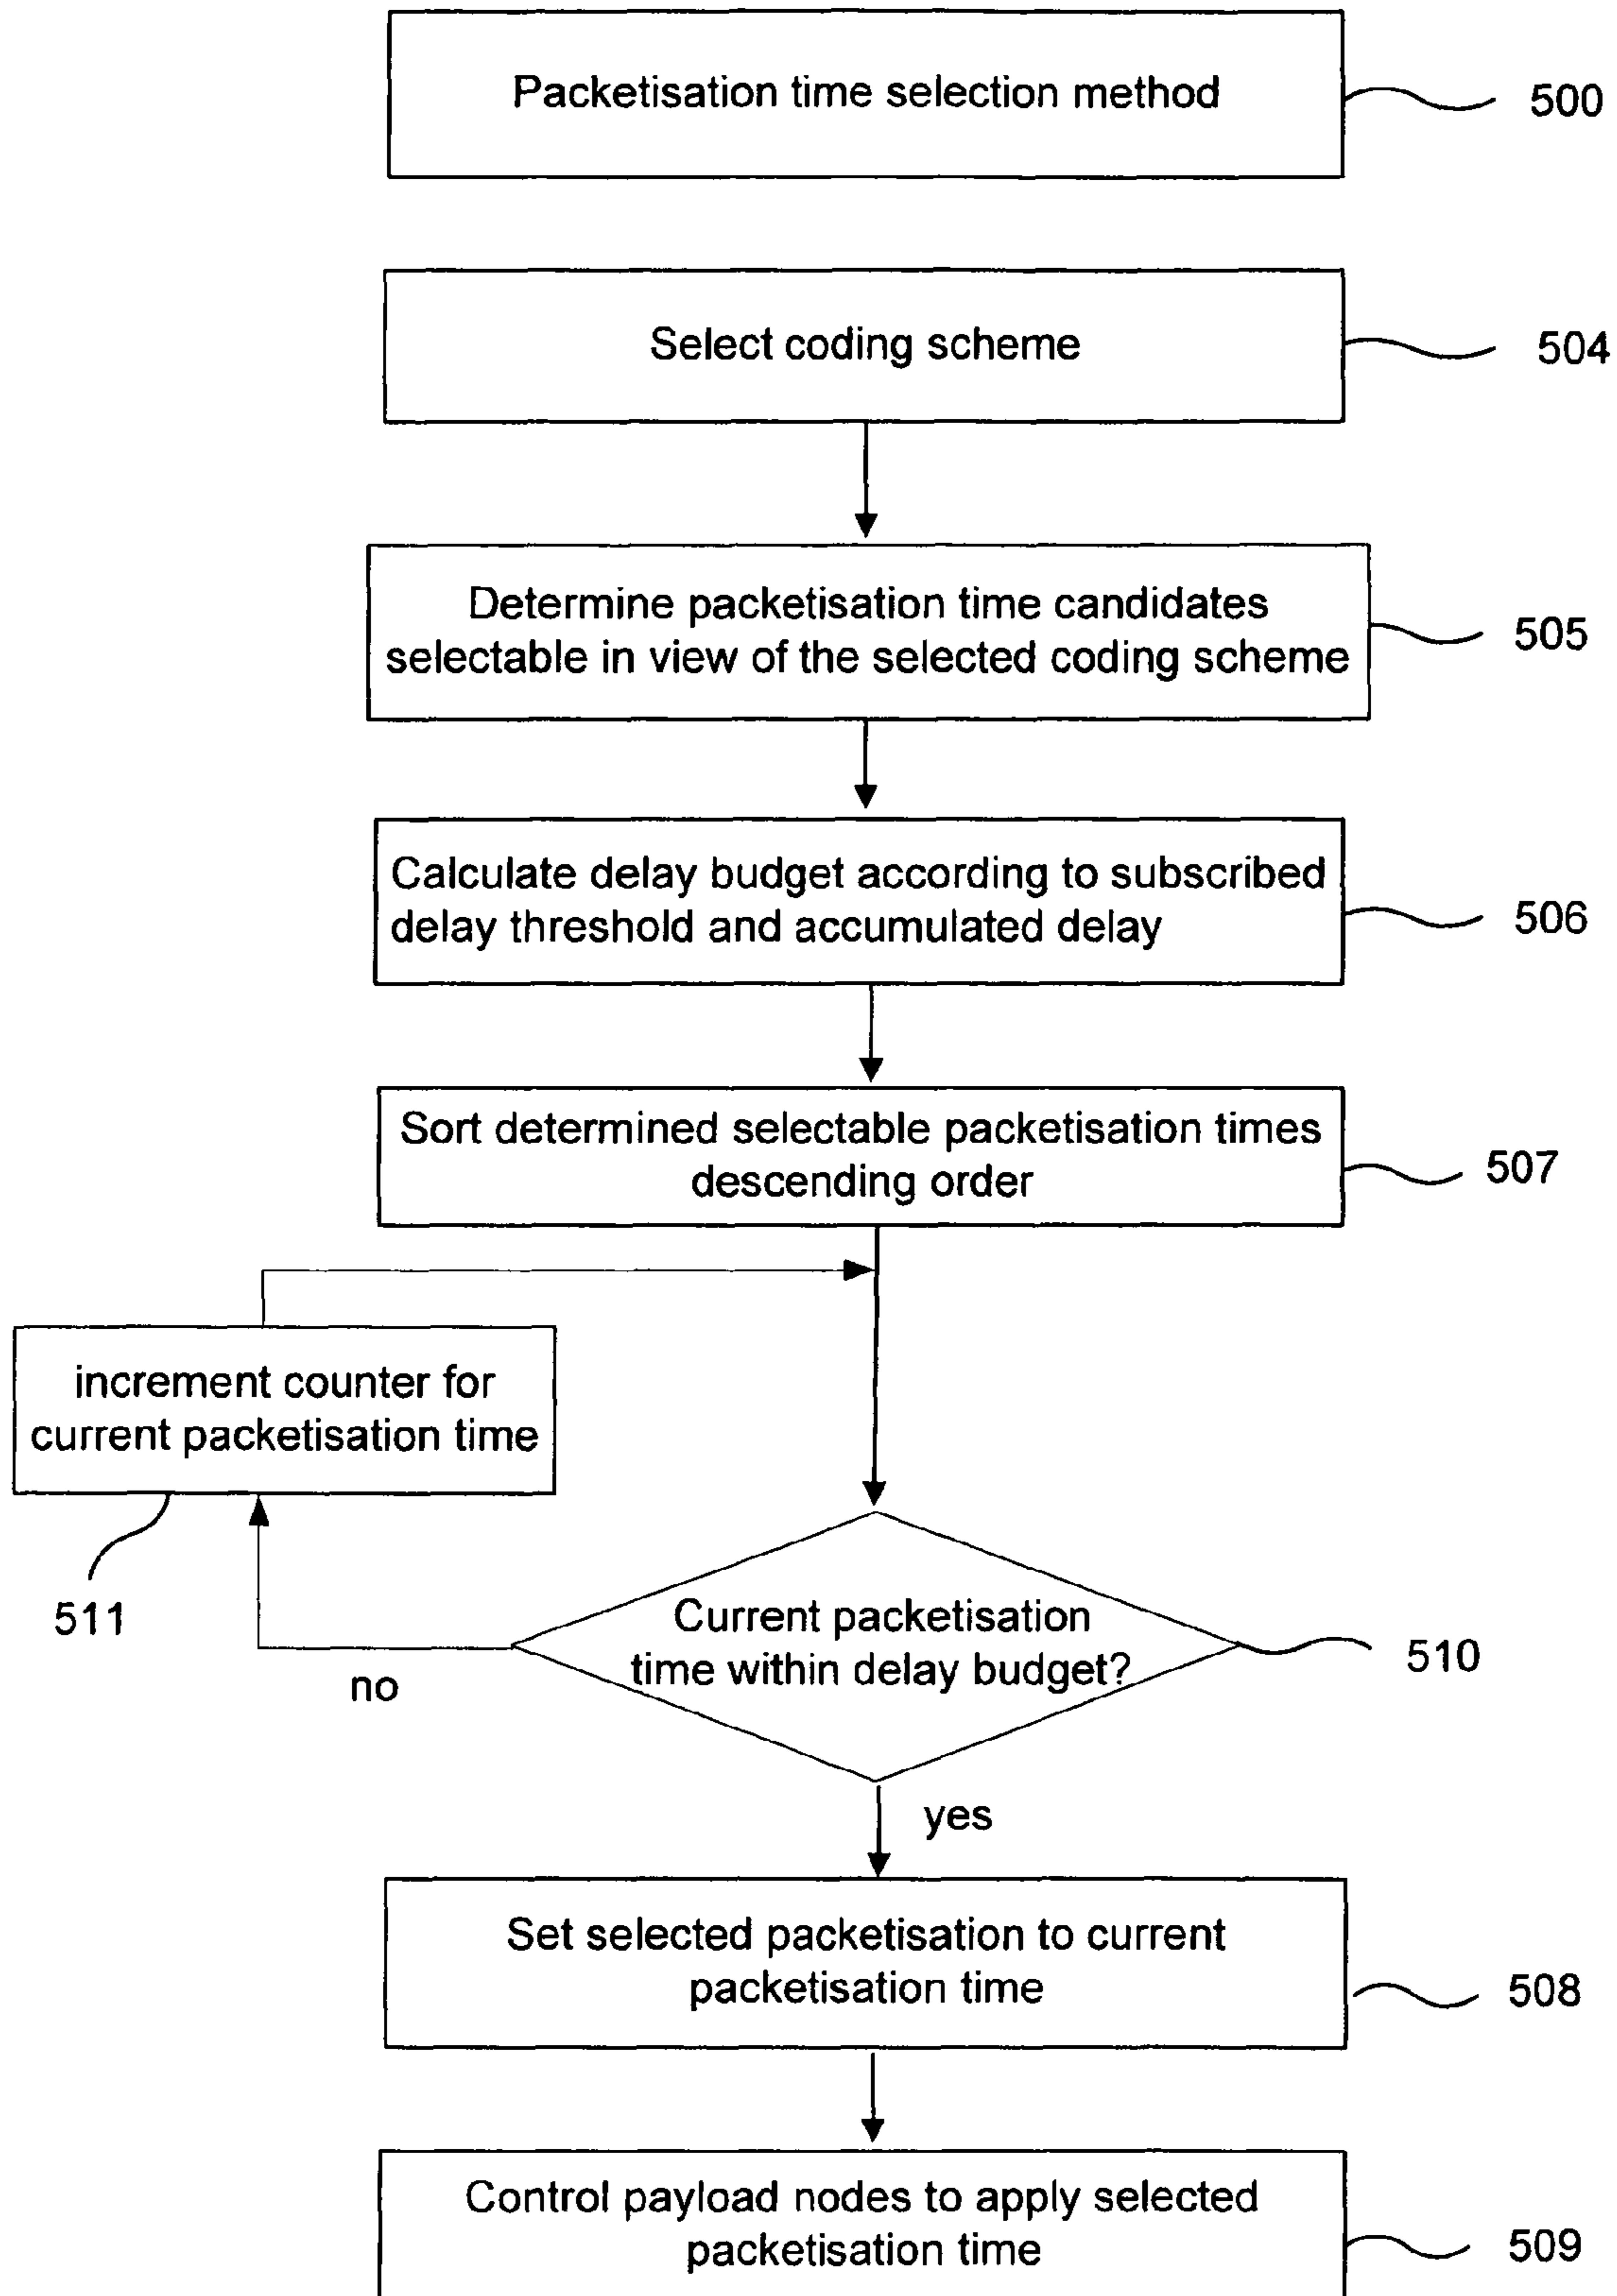 Packetisation time selection method
500
Select coding scheme
504
Determine packetisation time candidates
selectable in view of the selected coding scheme
505
Calculate delay budget according to subscribed
delay threshold and accumulated delay
506
Sort determined selectable packetisation times
descending order
507
increment counter for
current packetisation time
511
Current packetisation
time within delay budget?
510
no
yes
Set selected packetisation to current
packetisation time
508
Control payload nodes to apply selected
packetisation time
509